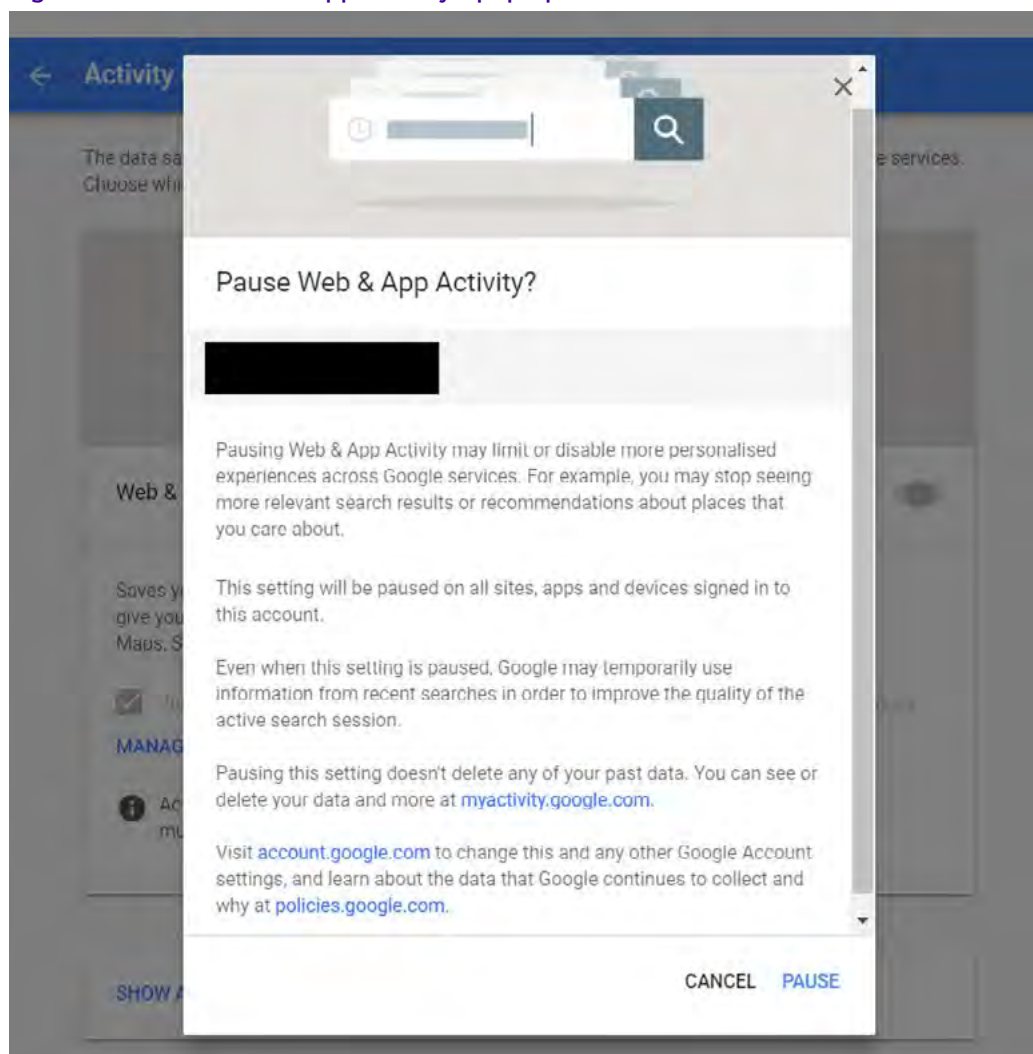 Activity
The data sa
e services.
Choose whi
Pause Web & App Activity?
Pausing Web & App Activity may limit or disable more personalised
experiences across Google services. For example, you may stop seeing
more relevant search results or recommendations about places that
you care about.
Web &
This setting will be paused on all sites, apps and devices signed in to
this account.
Saves y
give you
Maps, S
Even when this setting is paused, Google may temporarily use
information from recent searches in order to improve the quality of the
active search session.
MANAG
Pausing this setting doesn't delete any of your past data. You can see or
delete your data and more at myactivity.google.com.
Ac
mu
Visit account.google.com to change this and any other Google Account
settings, and learn about the data that Google continues to collect and
why at policies.google.com.
CANCEL PAUSE
SHOW A